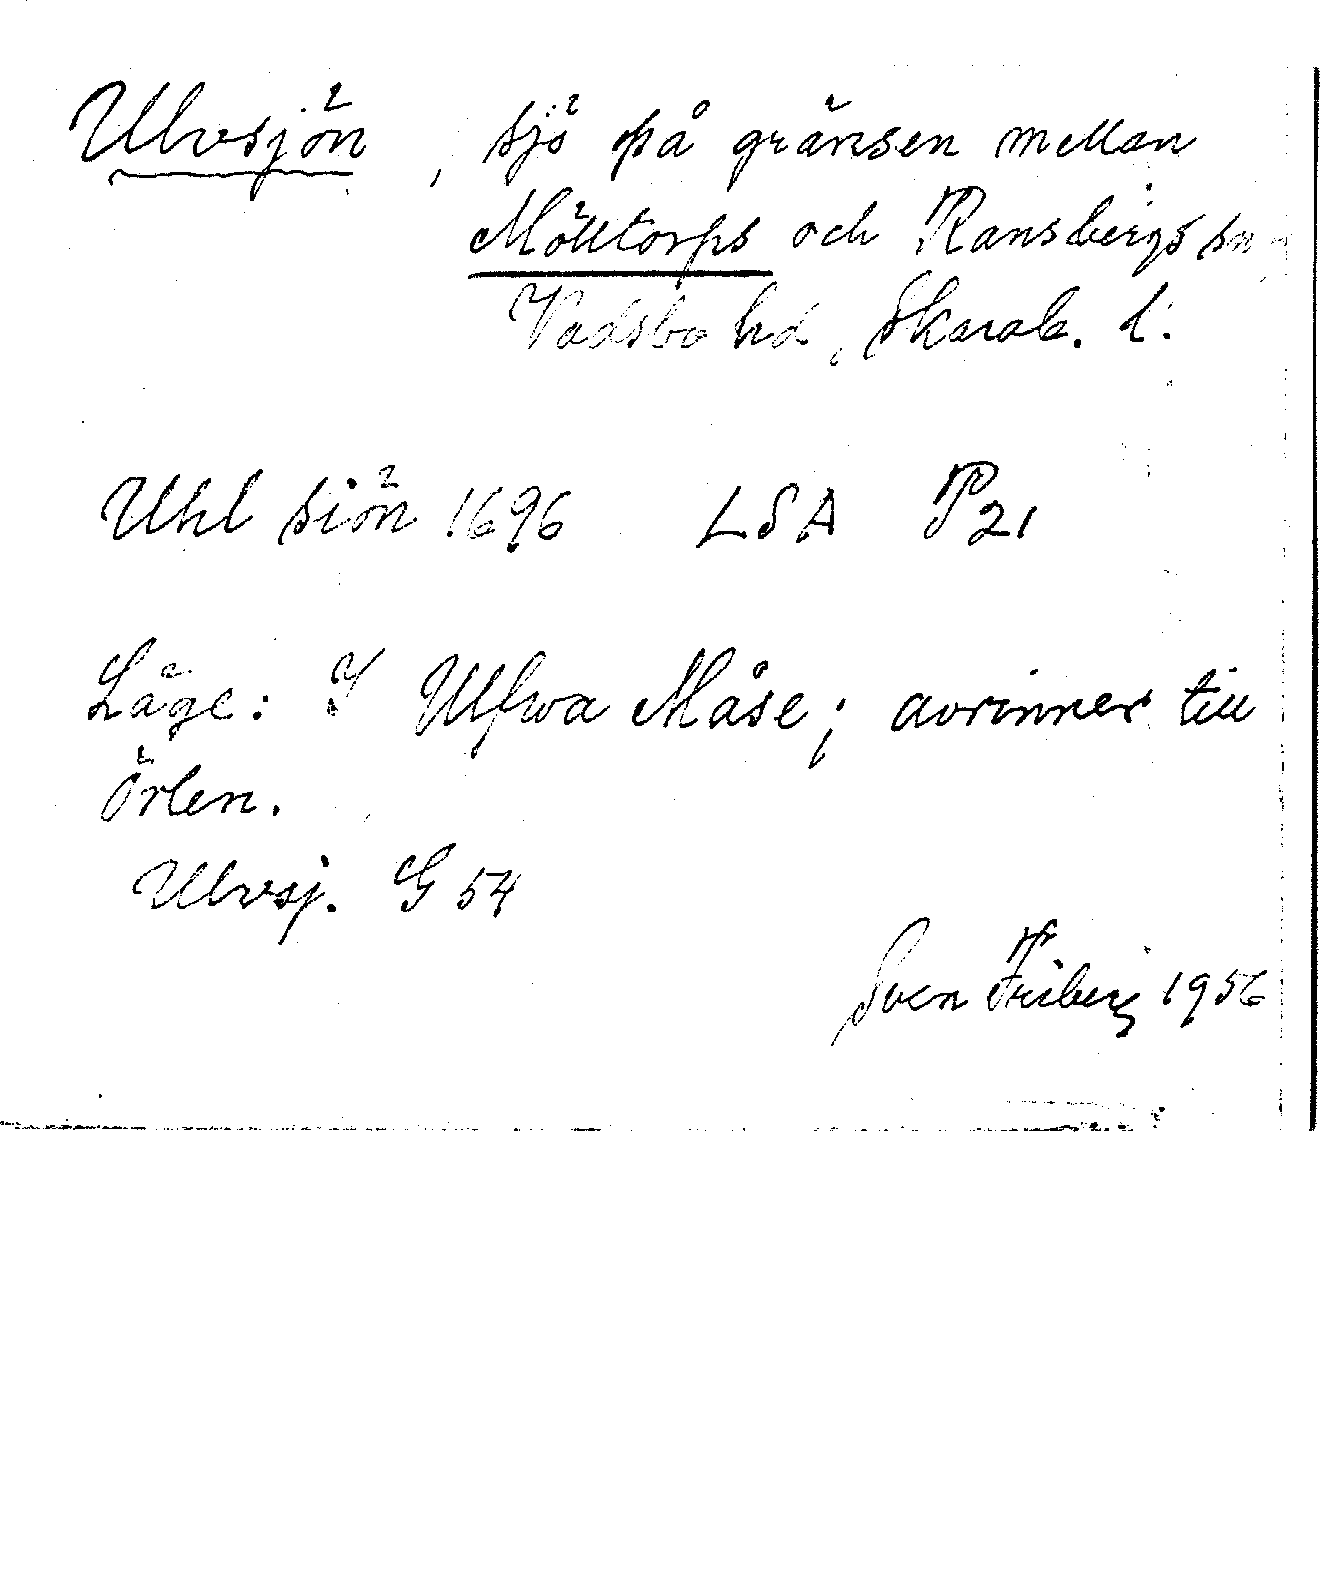 Ulvsjön, sjö på gränsen mellan
Mölltorps och Ransbergs snr,
Vadsbo hd, Skarab. l.
Uhl siön 1696 LSA P21
Läge: I Ulfwa Måse; avrinner till
Örlen.
Ulvsj. G 54
Sven Friberg 1956